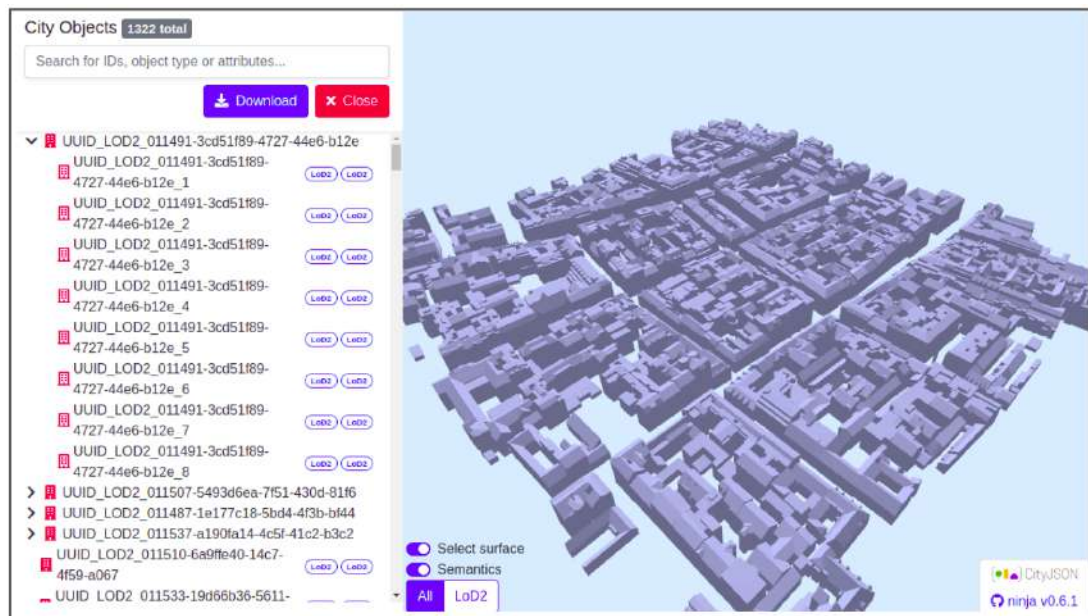 City Objects 1322 total
Search for IDs, object type or attributes...
Download Close
UUID_LOD2_011491-3cd51f89-4727-44e6-b12e
UUID_LOD2_011491-3cd51f89-
4727-44e6-b12e_1
LoD2 LoD2
UUID_LOD2_011491-3cd51f89-
4727-44e6-b12e_2
LoD2 LoD2
UUID_LOD2_011491-3cd51f89-
4727-44e6-b12e_3
LoD2 LoD2
UUID_LOD2_011491-3cd51f89-
4727-44e6-b12e_4
LoD2 LoD2
UUID_LOD2_011491-3cd51f89-
4727-44e6-b12e_5
LoD2 LoD2
UUID_LOD2_011491-3cd51f89-
4727-44e6-b12e_6
LoD2 LoD2
UUID_LOD2_011491-3cd51f89-
4727-44e6-b12e_7
LoD2 LoD2
UUID_LOD2_011491-3cd51f89-
4727-44e6-b12e_8
LoD2 LoD2
UUID_LOD2_011507-5493d6ea-7f51-430d-81f6
UUID_LOD2_011487-1e177c18-5bd4-4f3b-bf44
UUID_LOD2_011537-a190fa14-4c5f-41c2-b3c2
UUID_LOD2_011510-6a9ffe40-14c7-
4f59-a067
LoD2 LoD2
UUID_LOD2_011533-19d66b36-5611-
Select surface
Semantics
All LoD2
CityJSON
ninja v0.6.1